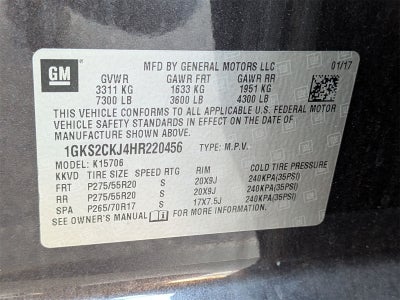 GM
MFD BY GENERAL MOTORS LLC 01/17
GVWR GAWR FRT GAWR RR
3311 KG 1633 KG 1951 KG
7300 LB 3600 LB 4300 LB
THIS VEHICLE CONFORMS TO ALL APPLICABLE U.S. FEDERAL MOTOR
VEHICLE SAFETY STANDARDS IN EFFECT ON THE DATE OF
MANUFACTURE SHOWN ABOVE.
1GKS2CKJ4HR220456 TYPE: M.P.V.
MODEL: K15706
KKVD TIRE SIZE SPEED RTG RIM COLD TIRE PRESSURE
FRT P275/55R20 S 20X9J 240KPA(35PSI)
RR P275/55R20 S 20X9J 240KPA(35PSI)
SPA P265/70R17 S 17X7.5J 240KPA(35PSI)
SEE OWNER'S MANUAL FOR MORE INFORMATION.